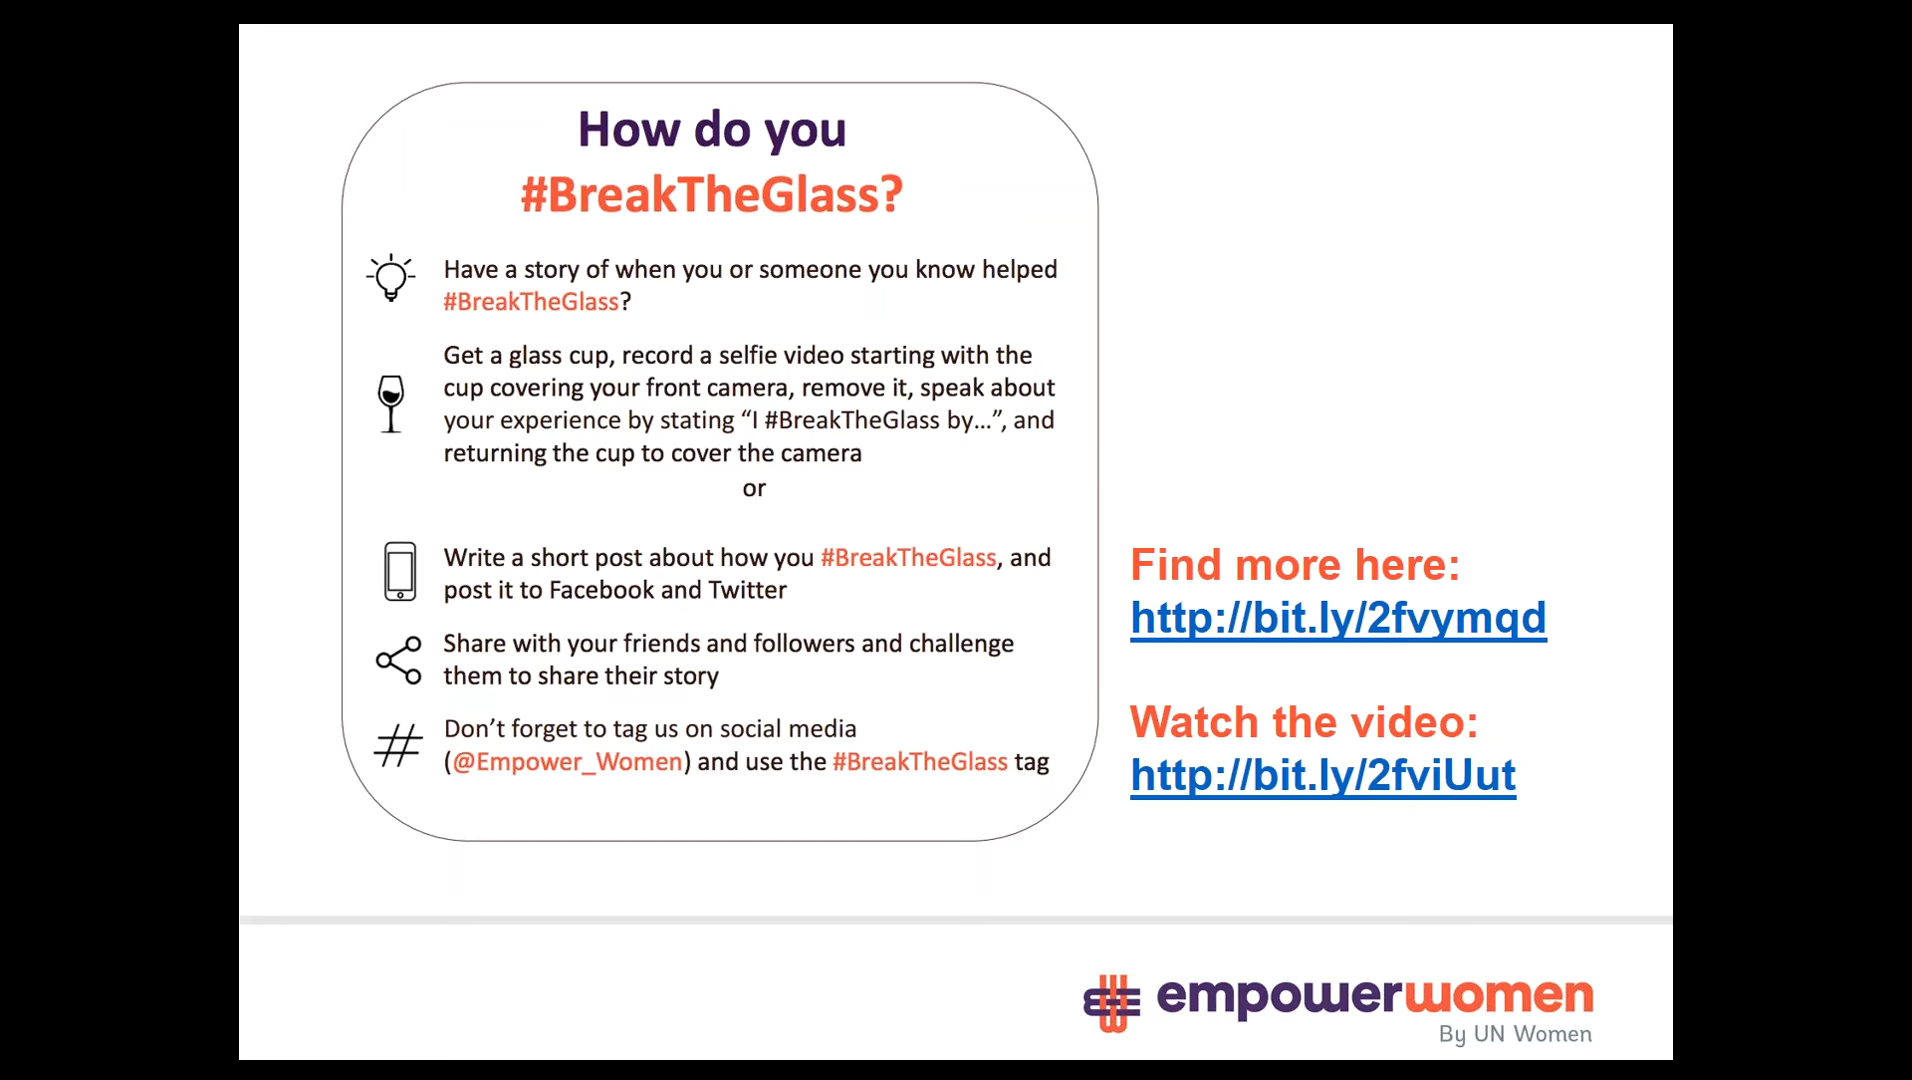 How do you
#BreakTheGlass?
Have a story of when you or someone you know helped
#BreakTheGlass?
Get a glass cup, record a selfie video starting with the
cup covering your front camera, remove it, speak about
your experience by stating “I #BreakTheGlass by...”, and
returning the cup to cover the camera
or
Write a short post about how you #BreakTheGlass, and
post it to Facebook and Twitter
Share with your friends and followers and challenge
them to share their story
Don’t forget to tag us on social media
(@Empower_Women) and use the #BreakTheGlass tag
Find more here:
http://bit.ly/2fvymqd
Watch the video:
http://bit.ly/2fviUut
empowerwomen
By UN Women